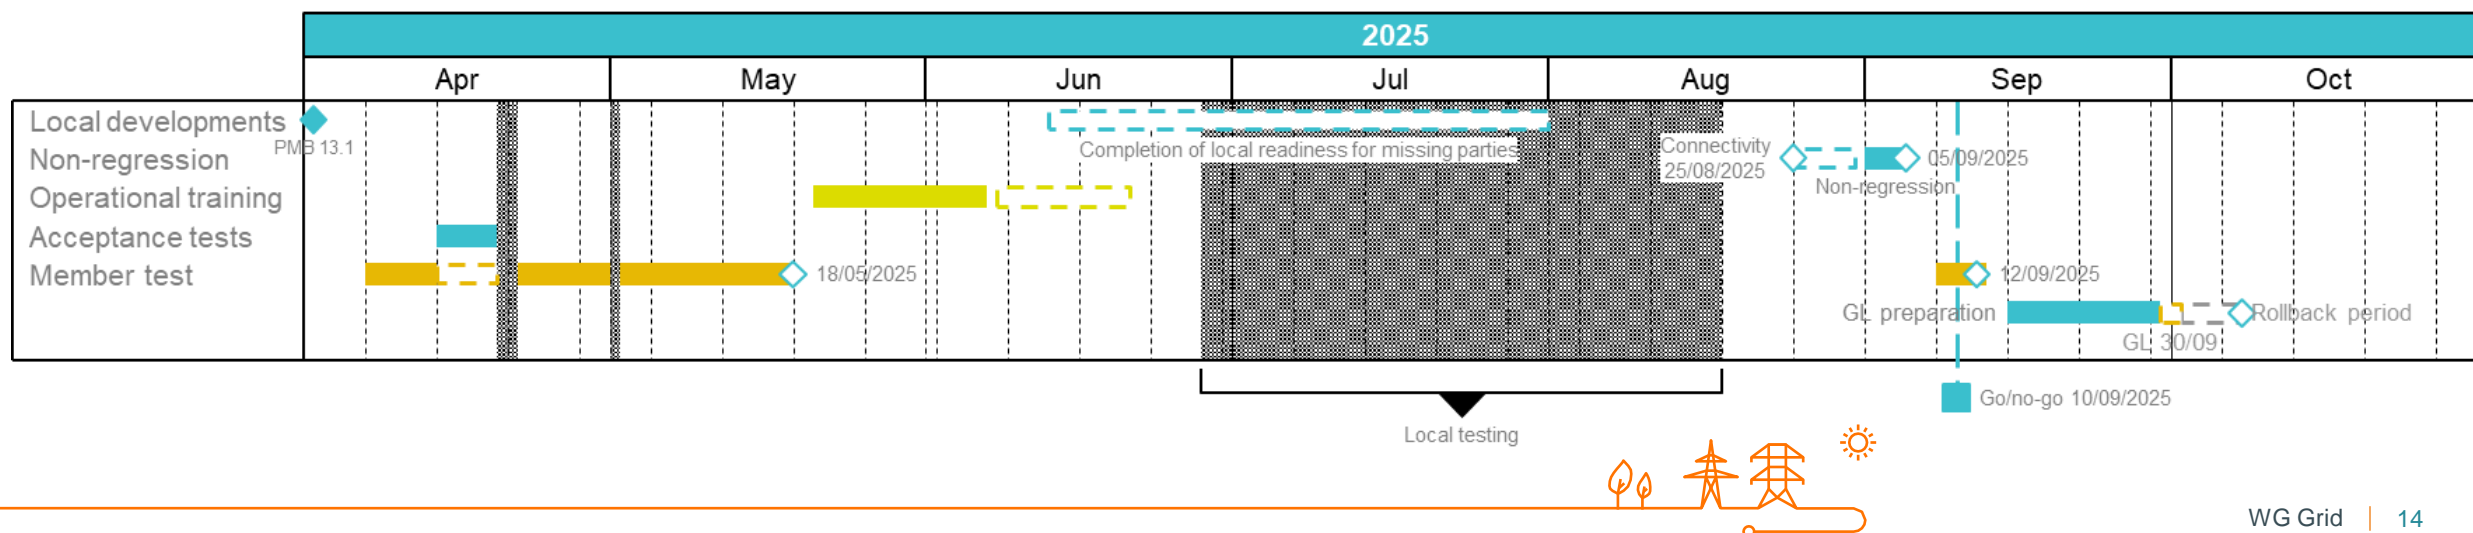 2025
Apr May Jun Jul Aug Sep Oct
Local developments
PMB 13.1
Completion of local readiness for missing parties
Non-regression
Connectivity
25/08/2025
05/09/2025
Non-regression
Operational training
Acceptance tests
Member test
18/05/2025
12/09/2025
GL preparation
Rollback period
GL 30/09
Go/no-go 10/09/2025
Local testing
WG Grid | 14